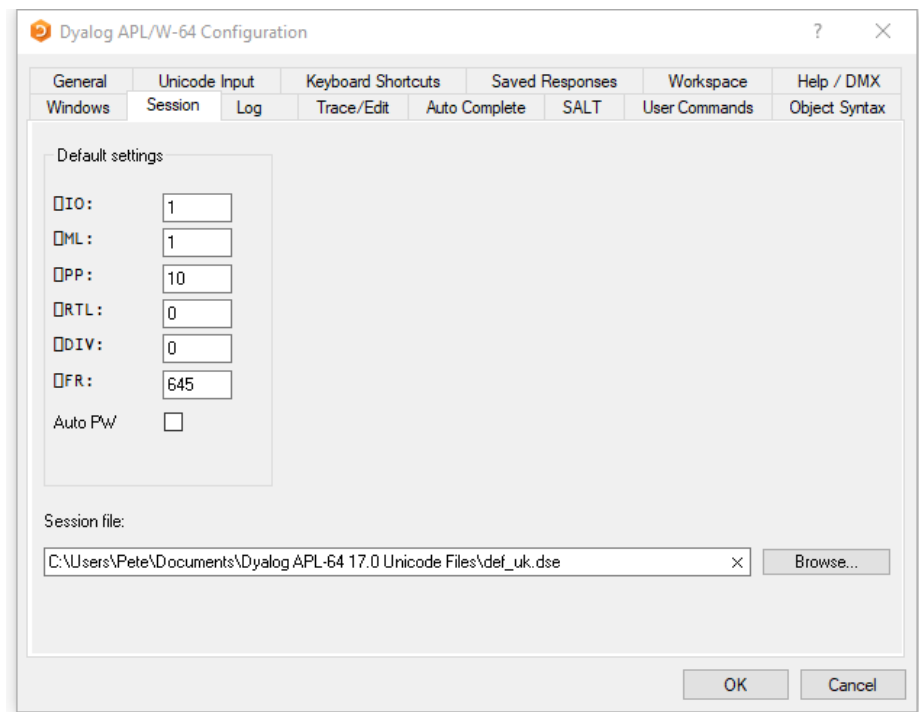 Dyalog APL/W-64 Configuration ? ×
General Unicode Input Keyboard Shortcuts Saved Responses Workspace Help / DMX
Windows Session Log Trace/Edit Auto Complete SALT User Commands Object Syntax
Default settings
⎕IO: 1
⎕ML: 1
⎕PP: 10
⎕RTL: 0
⎕DIV: 0
⎕FR: 645
Auto PW
Session file:
C:\Users\Pete\Documents\Dyalog APL-64 17.0 Unicode Files\def_uk.dse × Browse...
OK Cancel